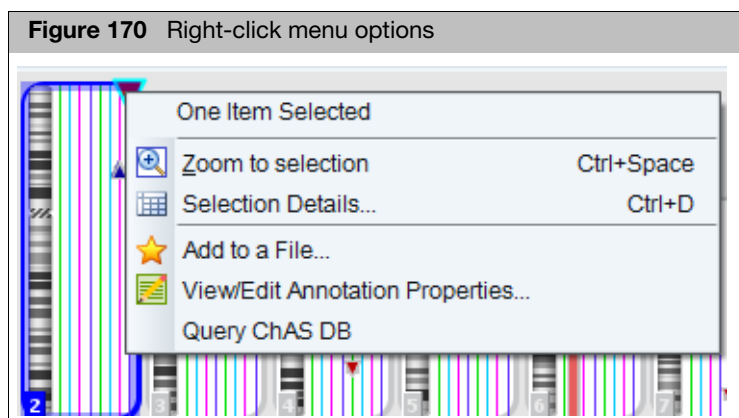 Figure 170 Right-click menu options
One Item Selected
Zoom to selection Ctrl+Space
Selection Details... Ctrl+D
Add to a File...
View/Edit Annotation Properties...
Query ChAS DB
2 3 4 5 6 7